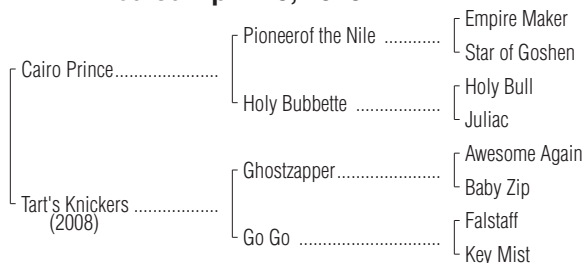 Cairo Prince......................
Tart's Knickers ..................
(2008)
Pioneerof the Nile ............
Holy Bubbette ..................
Ghostzapper......................
Go Go ..............................
Empire Maker
Star of Goshen
Holy Bull
Juliac
Awesome Again
Baby Zip
Falstaff
Key Mist